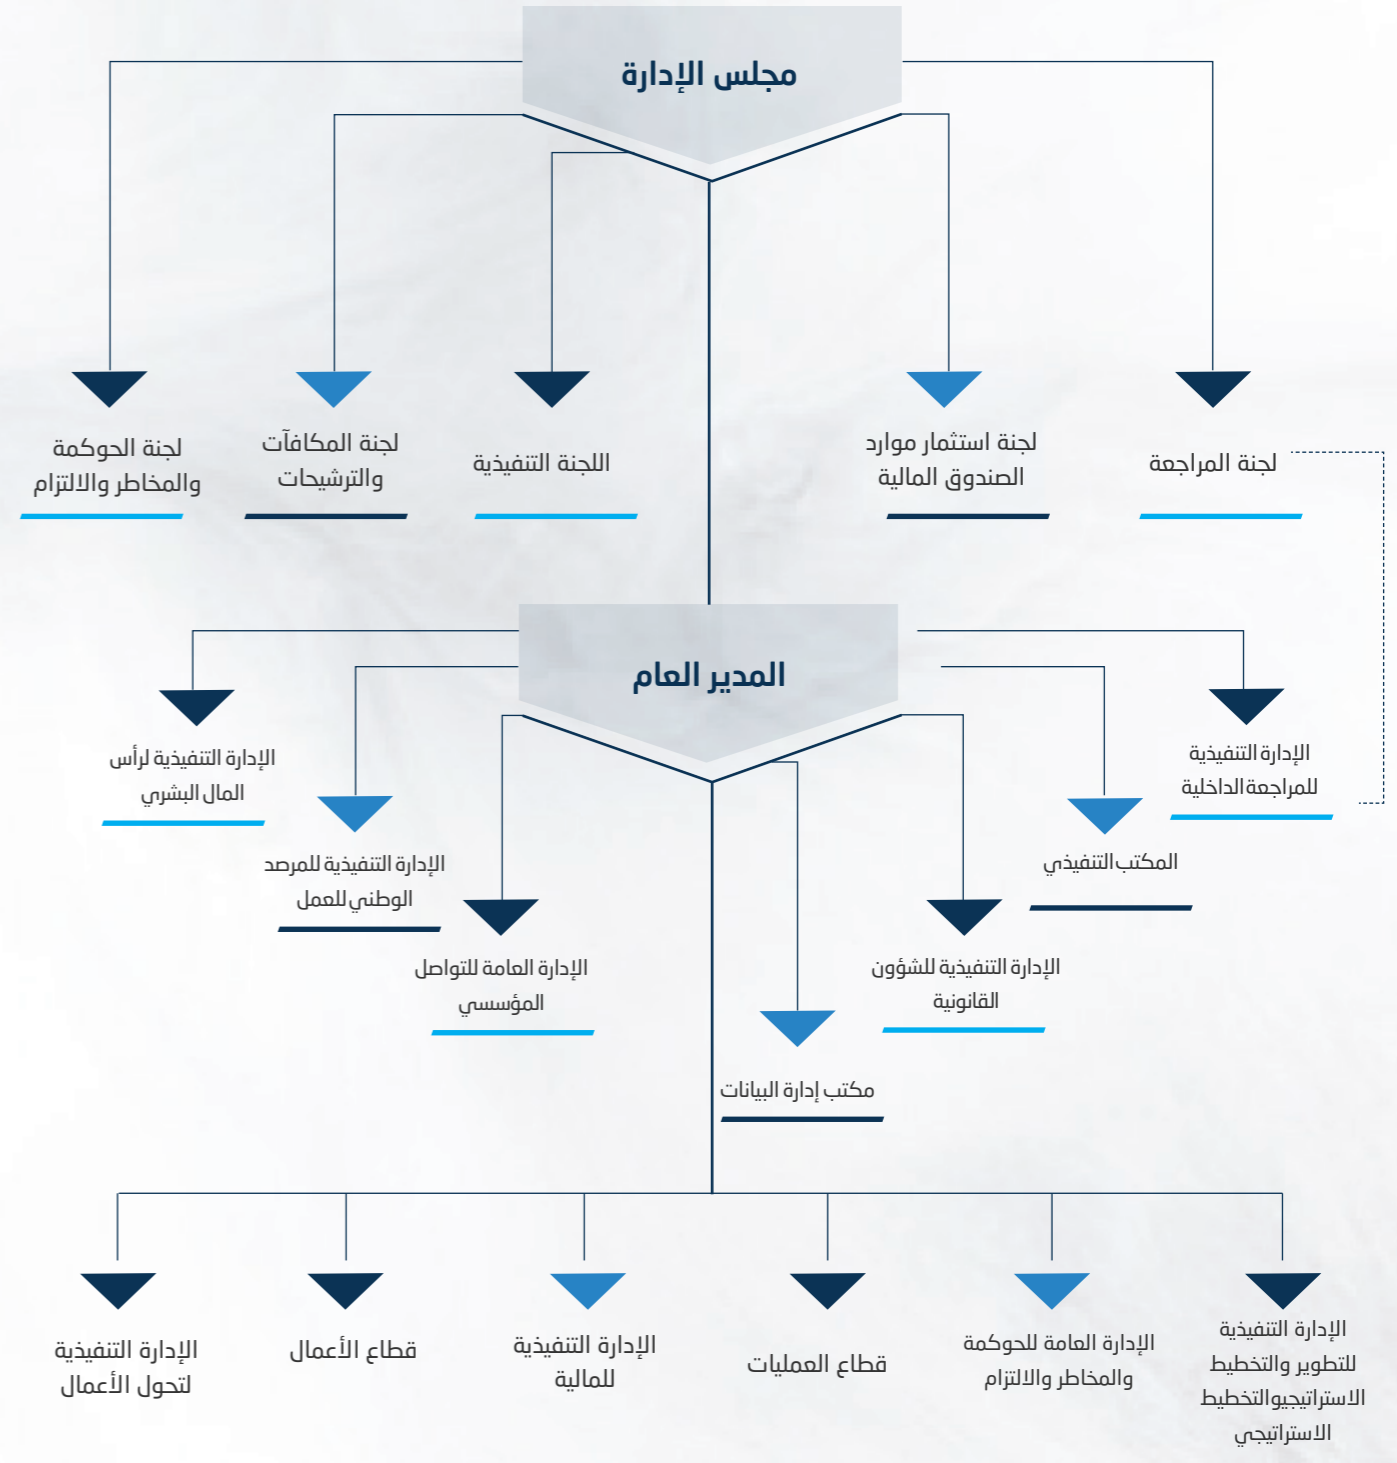 مجلس الإدارة
لجنة المراجعة
لجنة استثمار موارد
الصندوق المالية
اللجنة التنفيذية
لجنة المكافآت
والترشيحات
لجنة الحوكمة
والمخاطر والالتزام
المدير العام
الإدارة التنفيذية
للمراجعة الداخلية
المكتب التنفيذي
الإدارة التنفيذية للشؤون
القانونية
مكتب إدارة البيانات
الإدارة العامة للتواصل
المؤسسي
الإدارة التنفيذية للمرصد
الوطني للعمل
الإدارة التنفيذية لرأس
المال البشري
الإدارة التنفيذية
للتطوير والتخطيط
الاستراتيجيوالتخطيط
الاستراتيجي
الإدارة العامة للحوكمة
والمخاطر والالتزام
قطاع العمليات
الإدارة التنفيذية
للمالية
قطاع الأعمال
الإدارة التنفيذية
لتحول الأعمال